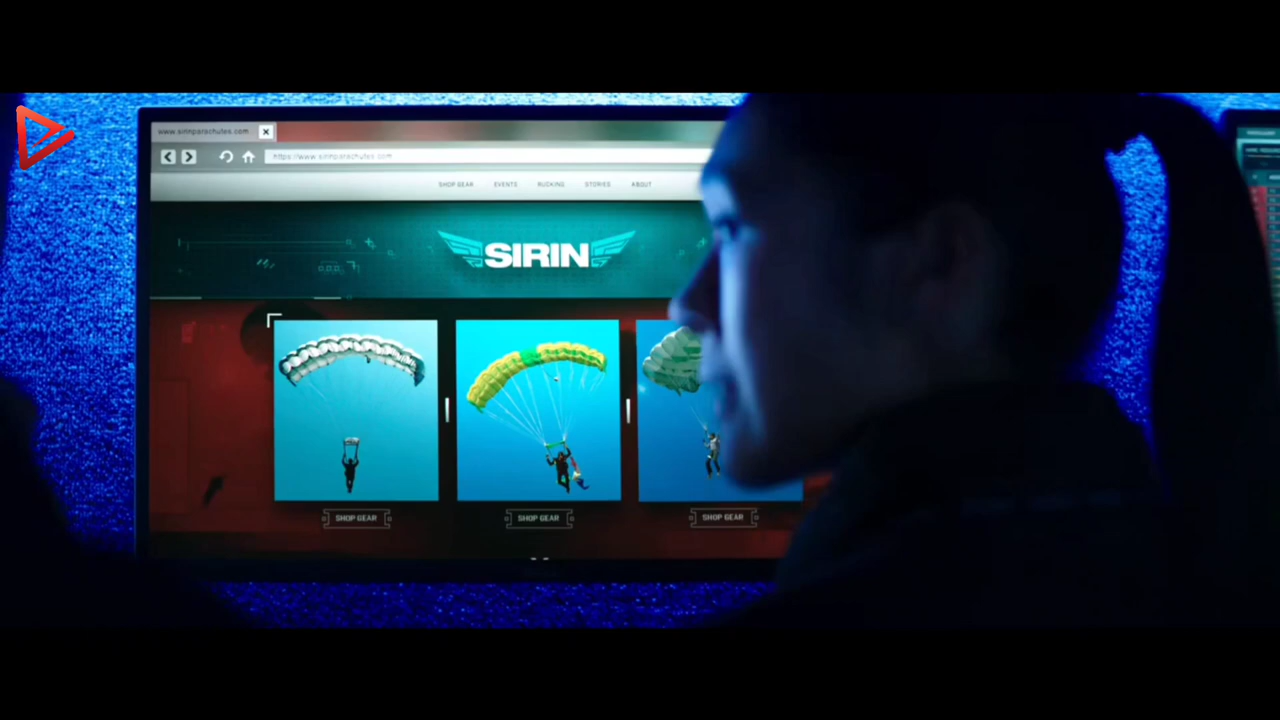 www.sirinparachutes.com
https://www.sirinparachutes.com
SHOP GEAR EVENTS RUCKING STORIES ABOUT
SIRIN
SHOP GEAR SHOP GEAR SHOP GEAR